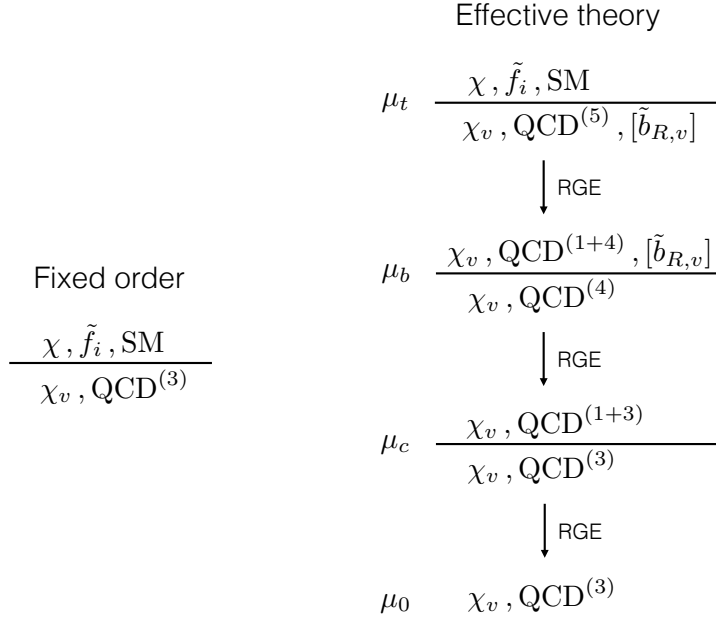 Effective theory
μ_t χ , f̃_i , SM
χ_v , QCD^(5) , [b̃_{R,v}]
RGE
μ_b χ_v , QCD^(1+4) , [b̃_{R,v}]
χ_v , QCD^(4)
RGE
μ_c χ_v , QCD^(1+3)
χ_v , QCD^(3)
RGE
μ_0 χ_v , QCD^(3)
Fixed order
χ , f̃_i , SM
χ_v , QCD^(3)